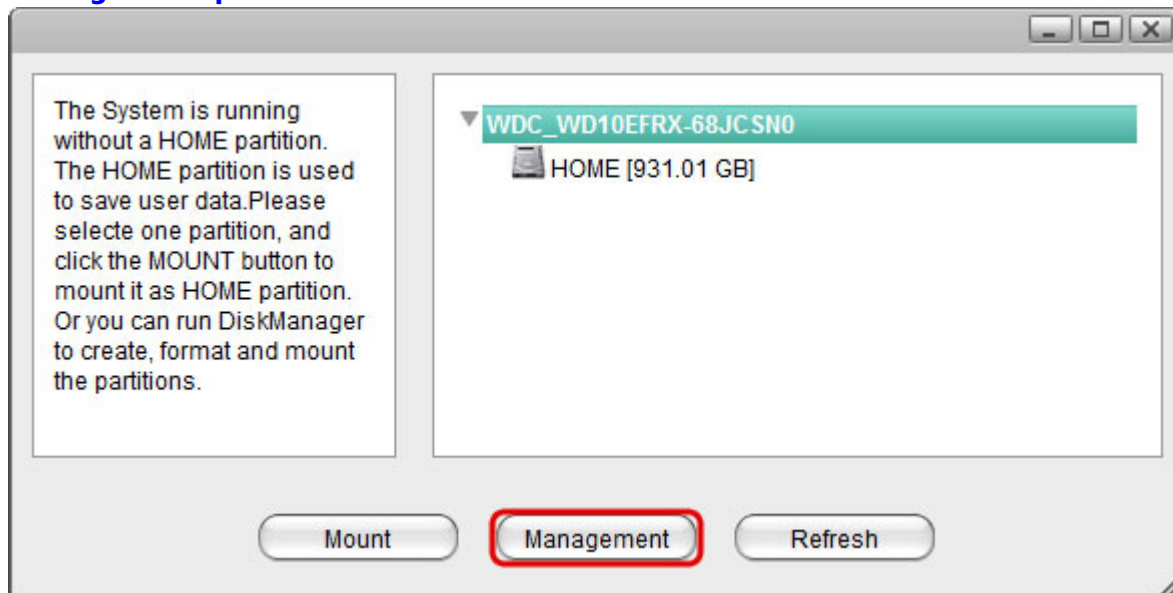 The System is running
without a HOME partition.
The HOME partition is used
to save user data.Please
selecte one partition, and
click the MOUNT button to
mount it as HOME partition.
Or you can run DiskManager
to create, format and mount
the partitions.
WDC_WD10EFRX-68JCSN0
HOME [931.01 GB]
Mount
Management
Refresh